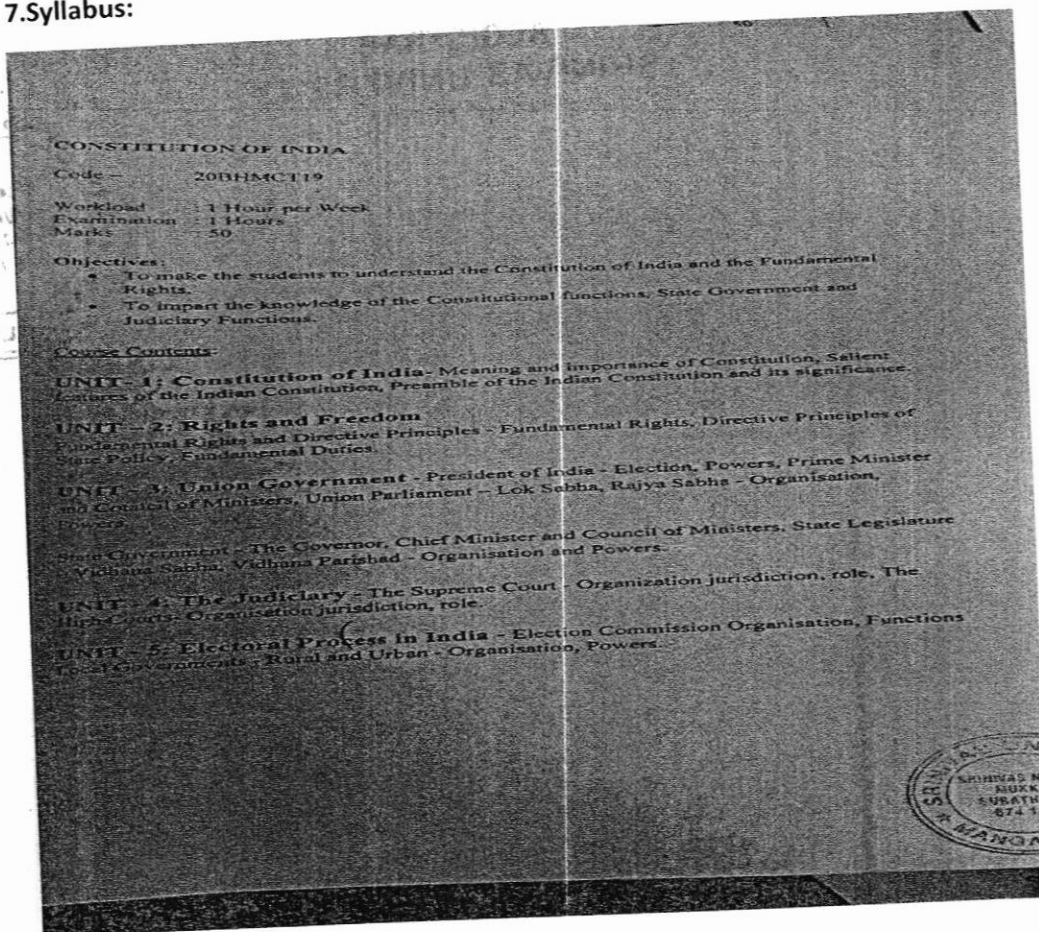 7.Syllabus:
CONSTITUTION OF INDIA
Code – 20BHMCT19
Workload : 1 Hour per Week
Examination : 1 Hours
Marks : 50
Objectives:
• To make the students to understand the Constitution of India and the Fundamental
Rights.
• To impart the knowledge of the Constitutional functions, State Government and
Judiciary Functions.
Course Contents:
UNIT- 1: Constitution of India- Meaning and importance of Constitution, Salient
features of the Indian Constitution, Preamble of the Indian Constitution and its significance.
UNIT – 2: Rights and Freedom
Fundamental Rights and Directive Principles - Fundamental Rights, Directive Principles of
State Policy, Fundamental Duties.
UNIT – 3: Union Government - President of India - Election, Powers, Prime Minister
and Council of Ministers, Union Parliament – Lok Sabha, Rajya Sabha - Organisation,
Powers
State Government - The Governor, Chief Minister and Council of Ministers, State Legislature
- Vidhana Sabha, Vidhana Parishad - Organisation and Powers.
UNIT - 4: The Judiciary - The Supreme Court - Organization jurisdiction, role, The
High Courts- Organisation jurisdiction, role.
UNIT - 5: Electoral Process in India - Election Commission Organisation, Functions
Local Governments - Rural and Urban - Organisation, Powers.
SRINIVAS